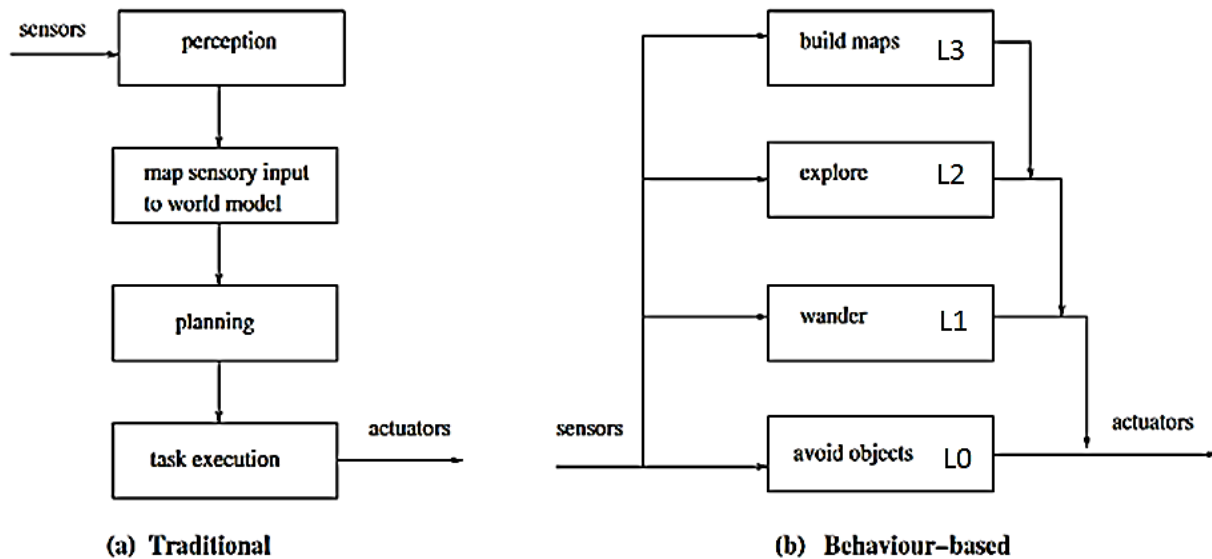 sensors
perception
map sensory input
to world model
planning
task execution
actuators
(a) Traditional
build maps L3
explore L2
wander L1
sensors
avoid objects L0
actuators
(b) Behaviour-based